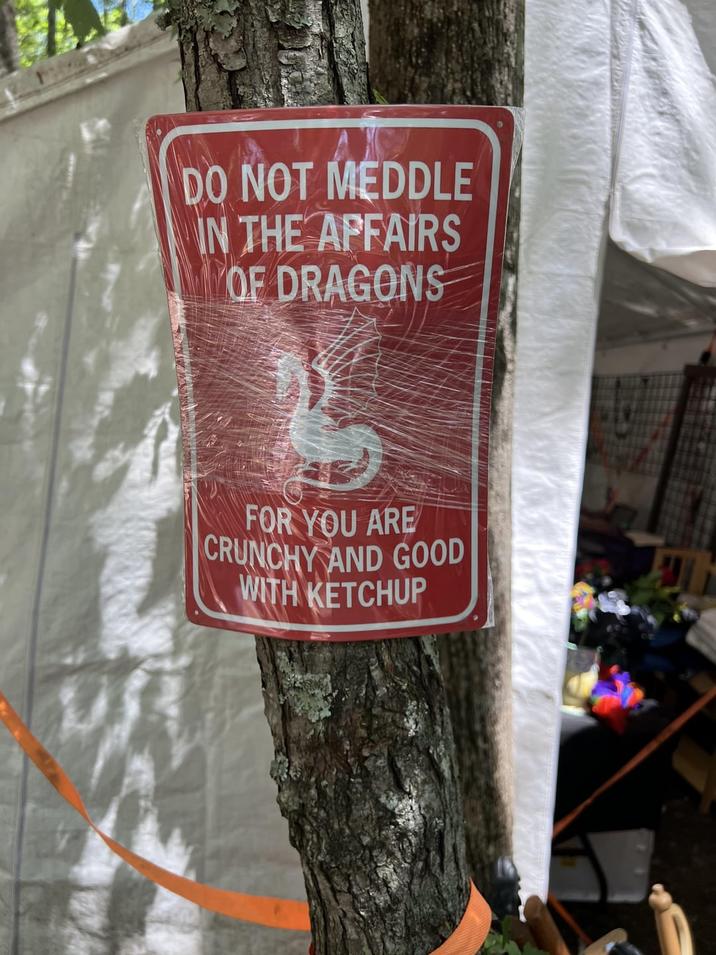 DO NOT MEDDLE
IN THE AFFAIRS
OF DRAGONS
FOR YOU ARE
CRUNCHY AND GOOD
WITH KETCHUP